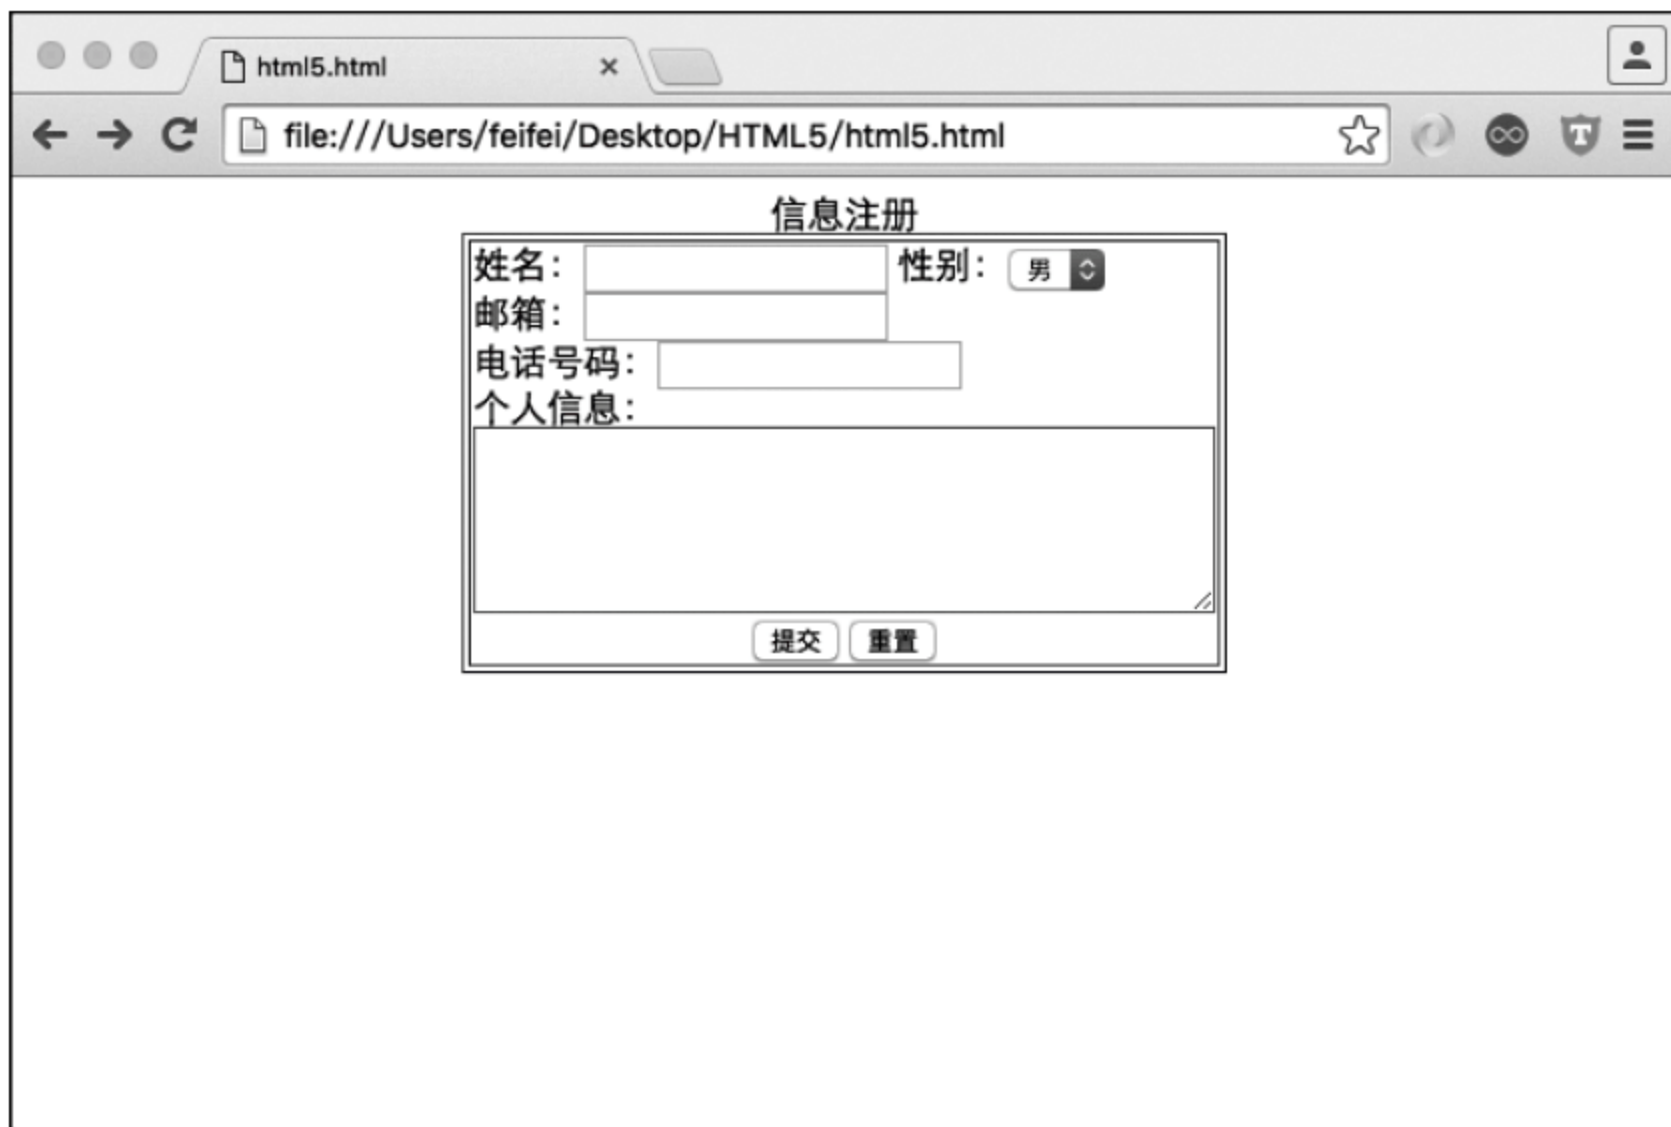 html5.html
file:///Users/feifei/Desktop/HTML5/html5.html
信息注册
姓名： 性别： 男
邮箱：
电话号码：
个人信息：
提交 重置